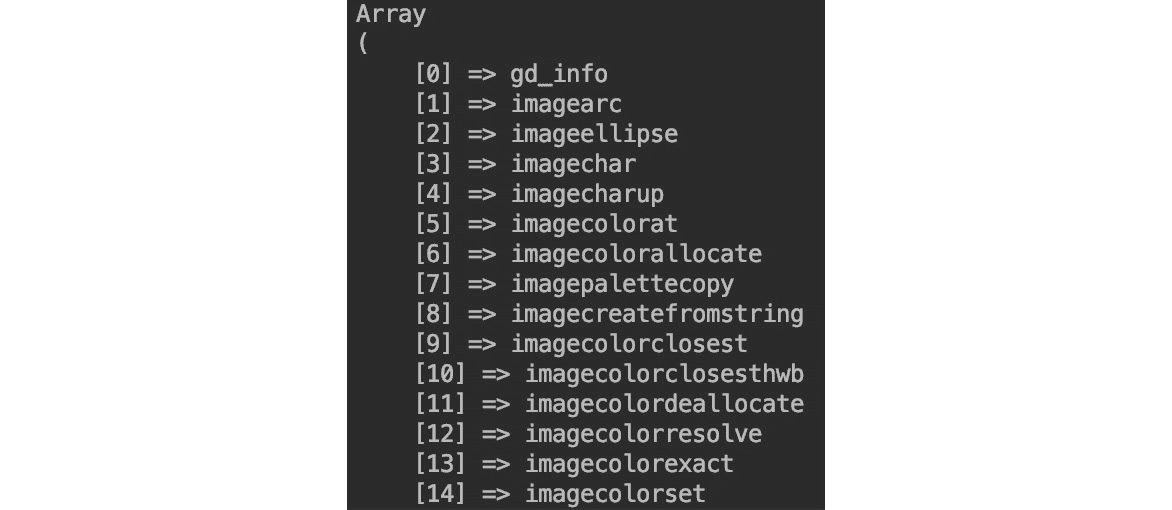 Array
(
    [0] => gd_info
    [1] => imagearc
    [2] => imageellipse
    [3] => imagechar
    [4] => imagecharup
    [5] => imagecolorat
    [6] => imagecolorallocate
    [7] => imagepalettecopy
    [8] => imagecreatefromstring
    [9] => imagecolorclosest
    [10] => imagecolorclosesthwb
    [11] => imagecolordeallocate
    [12] => imagecolorresolve
    [13] => imagecolorexact
    [14] => imagecolorset